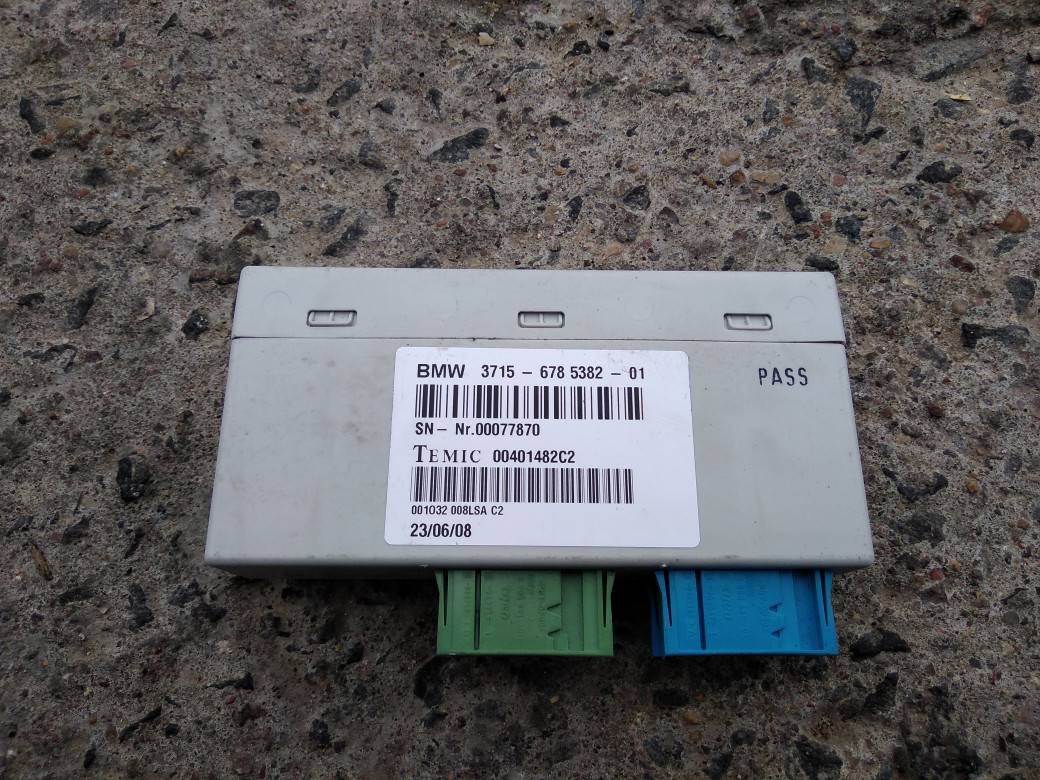 BMW 3715 - 678 5382 - 01
PASS
SN - Nr.00077870
TEMIC 00401482C2
001032 008LSA C2
23/06/08